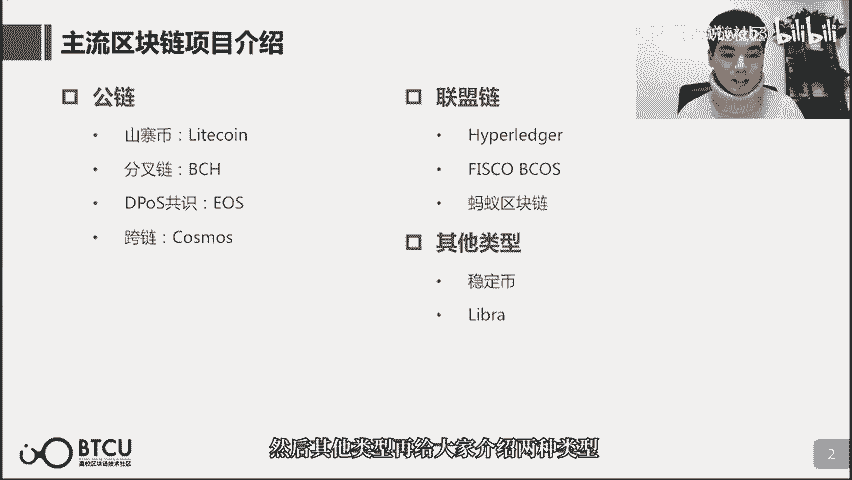 主流区块链项目介绍
公链
山寨币：Litecoin
分叉链：BCH
DPoS共识：EOS
跨链：Cosmos
联盟链
Hyperledger
FISCO BCOS
蚂蚁区块链
其他类型
稳定币
Libra
bilibili
BTCU
高校区块链技术社区
然后其他类型再给大家介绍两种类型
2